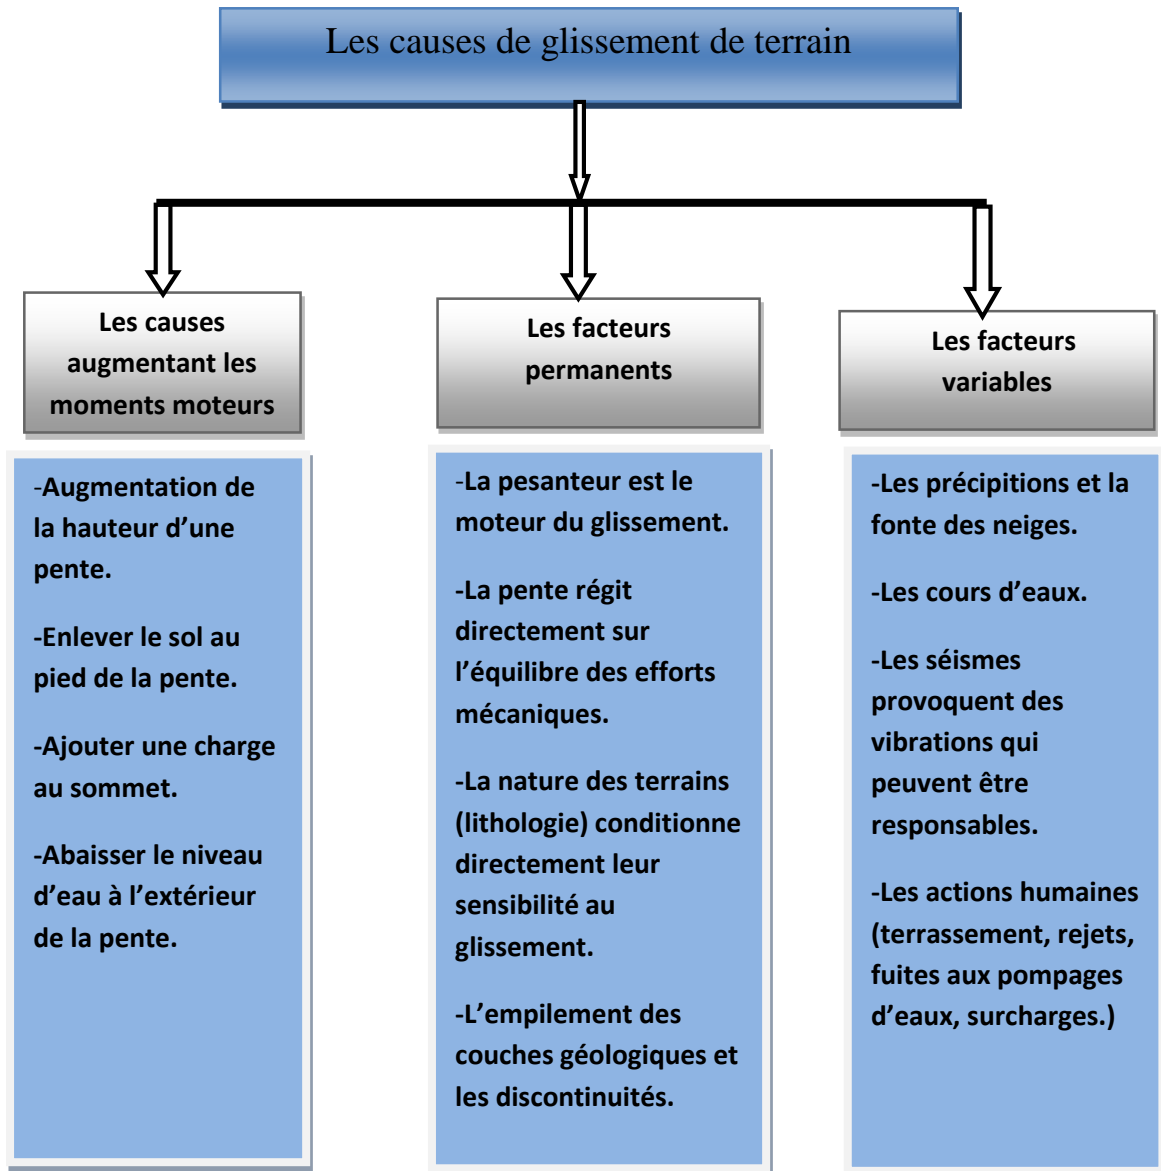 Les causes de glissement de terrain
Les causes
augmentant les
moments moteurs
-Augmentation de
la hauteur d’une
pente.
-Enlever le sol au
pied de la pente.
-Ajouter une charge
au sommet.
-Abaisser le niveau
d’eau à l’extérieur
de la pente.
Les facteurs
permanents
-La pesanteur est le
moteur du glissement.
-La pente régit
directement sur
l’équilibre des efforts
mécaniques.
-La nature des terrains
(lithologie) conditionne
directement leur
sensibilité au
glissement.
-L’empilement des
couches géologiques et
les discontinuités.
Les facteurs
variables
-Les précipitions et la
fonte des neiges.
-Les cours d’eaux.
-Les séismes
provoquent des
vibrations qui
peuvent être
responsables.
-Les actions humaines
(terrassement, rejets,
fuites aux pompages
d’eaux, surcharges.)